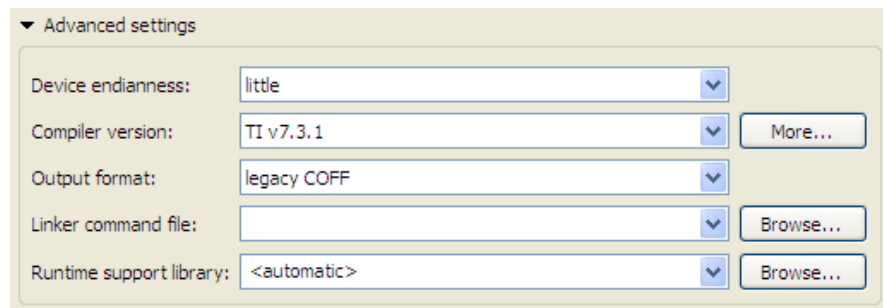 Advanced settings
Device endianness: little
Compiler version: TI v7.3.1 More...
Output format: legacy COFF
Linker command file: Browse...
Runtime support library: <automatic> Browse...